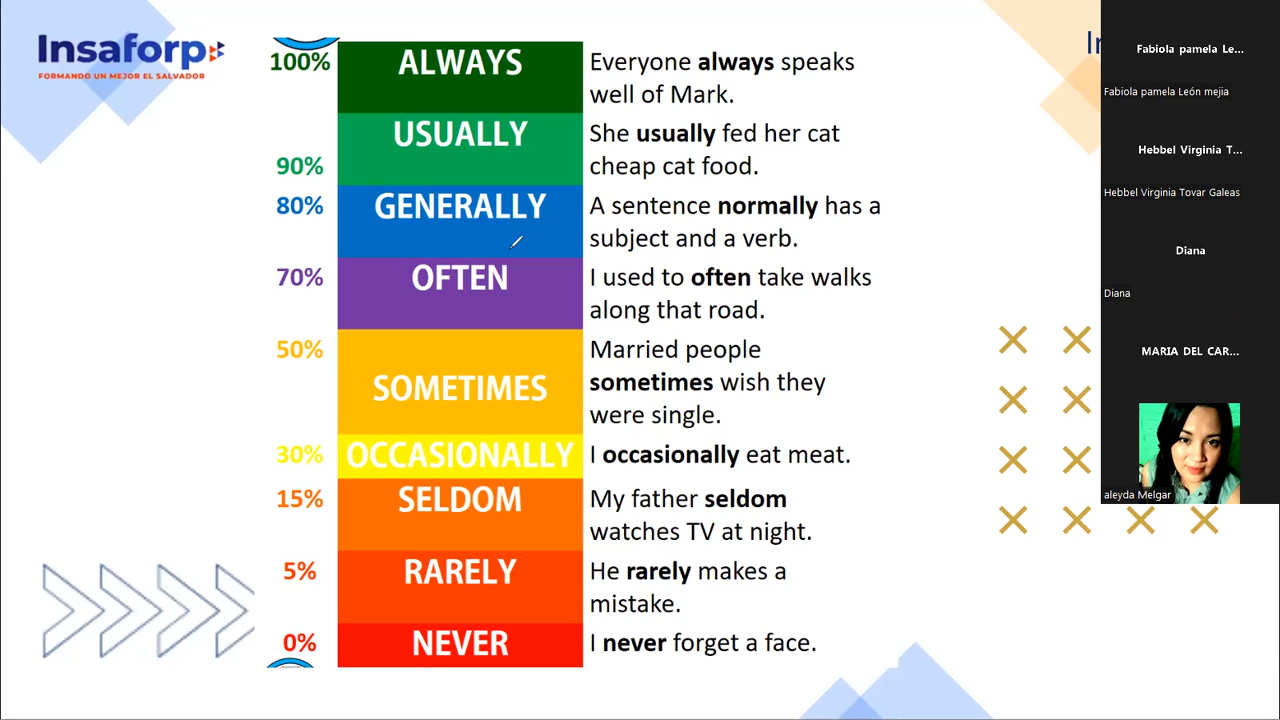 Insaforp
FORMANDO UN MEJOR EL SALVADOR
100%
ALWAYS
Everyone always speaks
well of Mark.
USUALLY
90%
She usually fed her cat
cheap cat food.
80%
GENERALLY
A sentence normally has a
subject and a verb.
70%
OFTEN
I used to often take walks
along that road.
50%
SOMETIMES
Married people
sometimes wish they
were single.
30%
OCCASIONALLY
I occasionally eat meat.
15%
SELDOM
My father seldom
watches TV at night.
5%
RARELY
He rarely makes a
mistake.
0%
NEVER
I never forget a face.
Fabiola pamela Le...
Fabiola pamela León mejia
Hebbel Virginia T...
Hebbel Virginia Tovar Galeas
Diana
Diana
MARIA DEL CAR...
aleyda Melgar